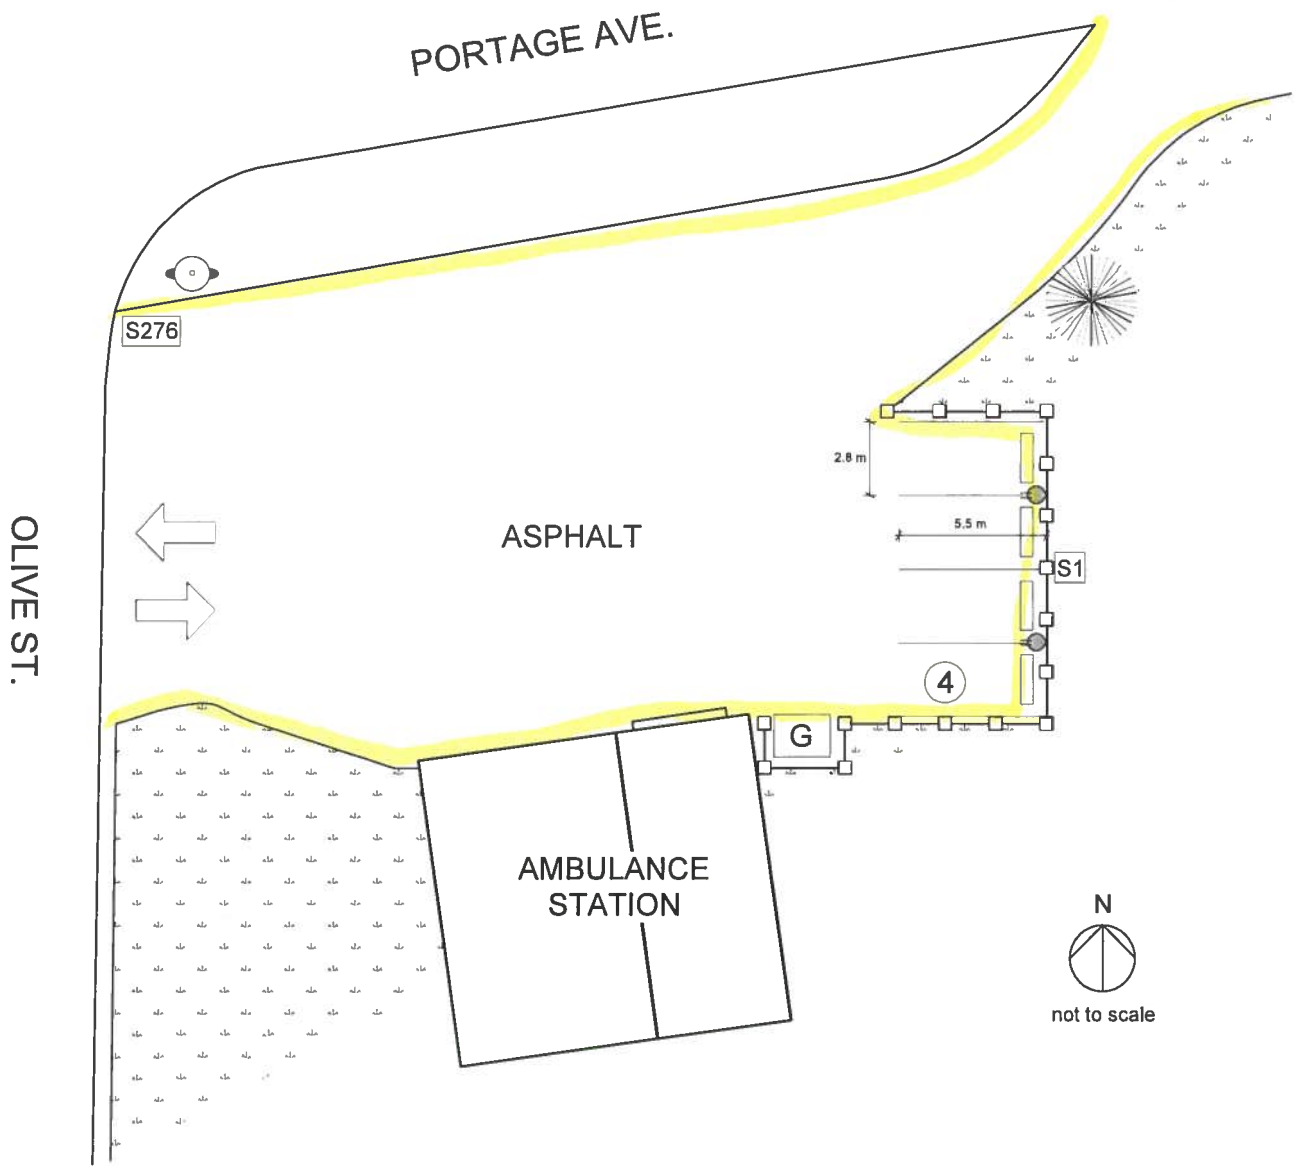 PORTAGE AVE.
S276
2.8 m
5.5 m
ASPHALT
S1
OLIVE ST.
4
G
AMBULANCE
STATION
N
not to scale